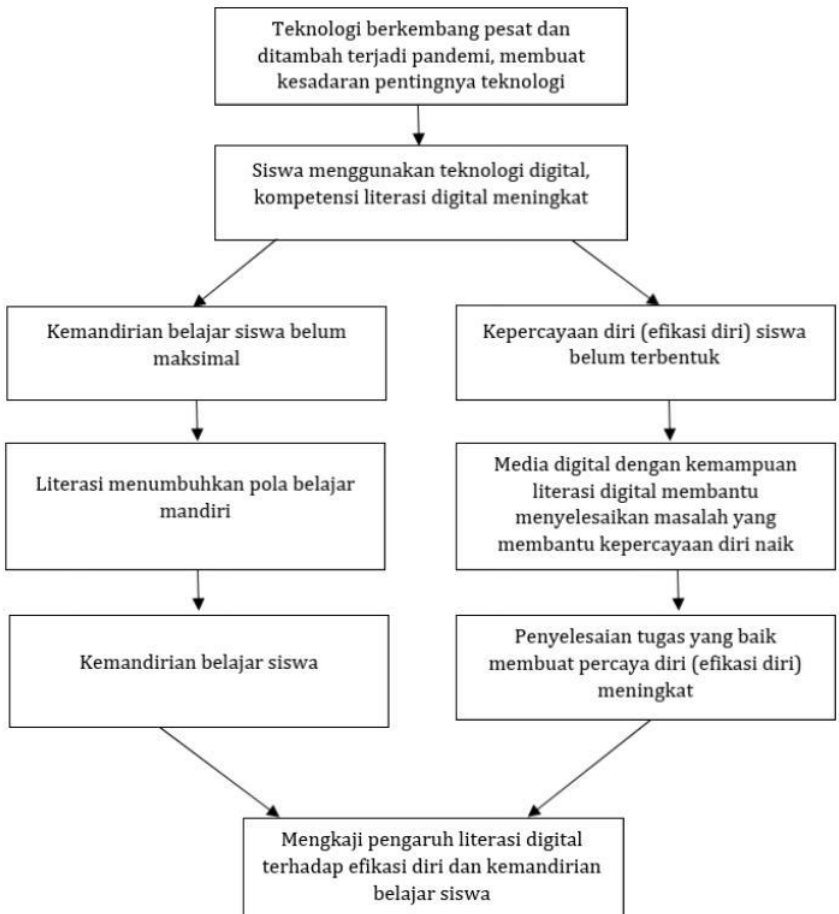 Teknologi berkembang pesat dan
ditambah terjadi pandemi, membuat
kesadaran pentingnya teknologi
Siswa menggunakan teknologi digital,
kompetensi literasi digital meningkat
Kemandirian belajar siswa belum
maksimal
Kepercayaan diri (efikasi diri) siswa
belum terbentuk
Literasi menumbuhkan pola belajar
mandiri
Media digital dengan kemampuan
literasi digital membantu
menyelesaikan masalah yang
membantu kepercayaan diri naik
Kemandirian belajar siswa
Penyelesaian tugas yang baik
membuat percaya diri (efikasi diri)
meningkat
Mengkaji pengaruh literasi digital
terhadap efikasi diri dan kemandirian
belajar siswa